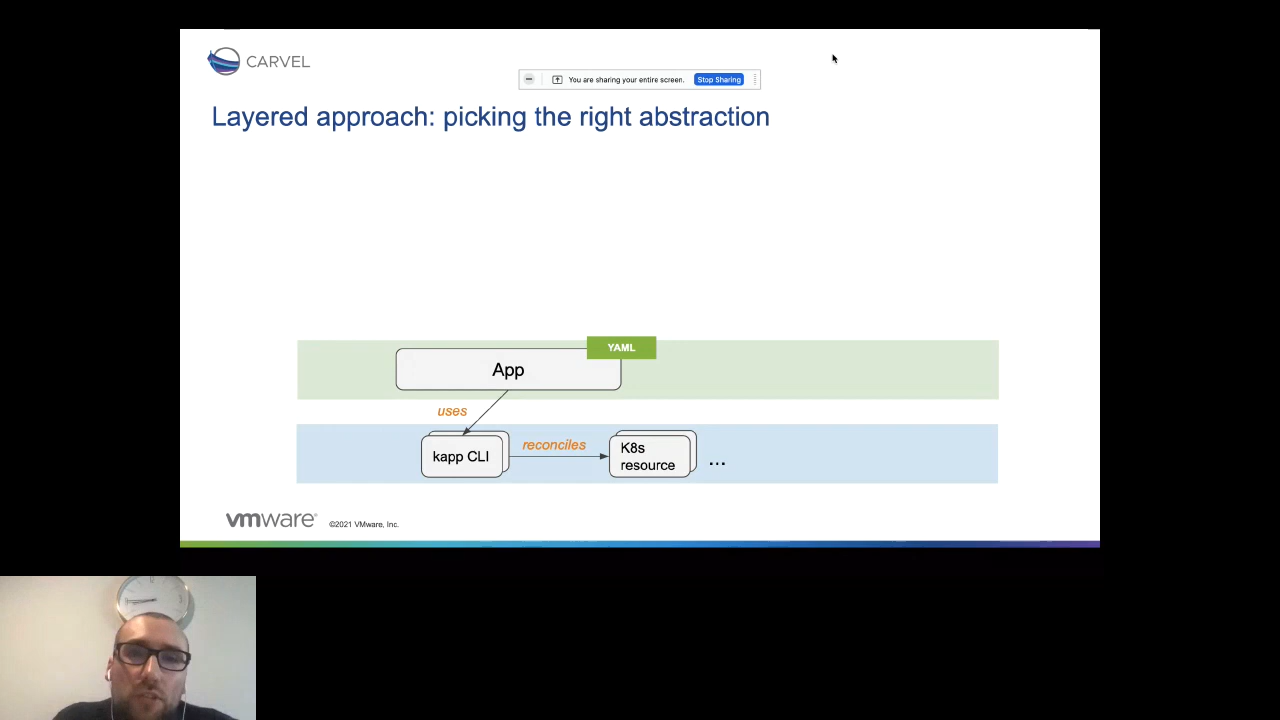 CARVEL
You are sharing your entire screen. Stop Sharing
Layered approach: picking the right abstraction
YAML
App
uses
kapp CLI
reconciles
K8s
resource
...
vmware®
©2021 VMware, Inc.